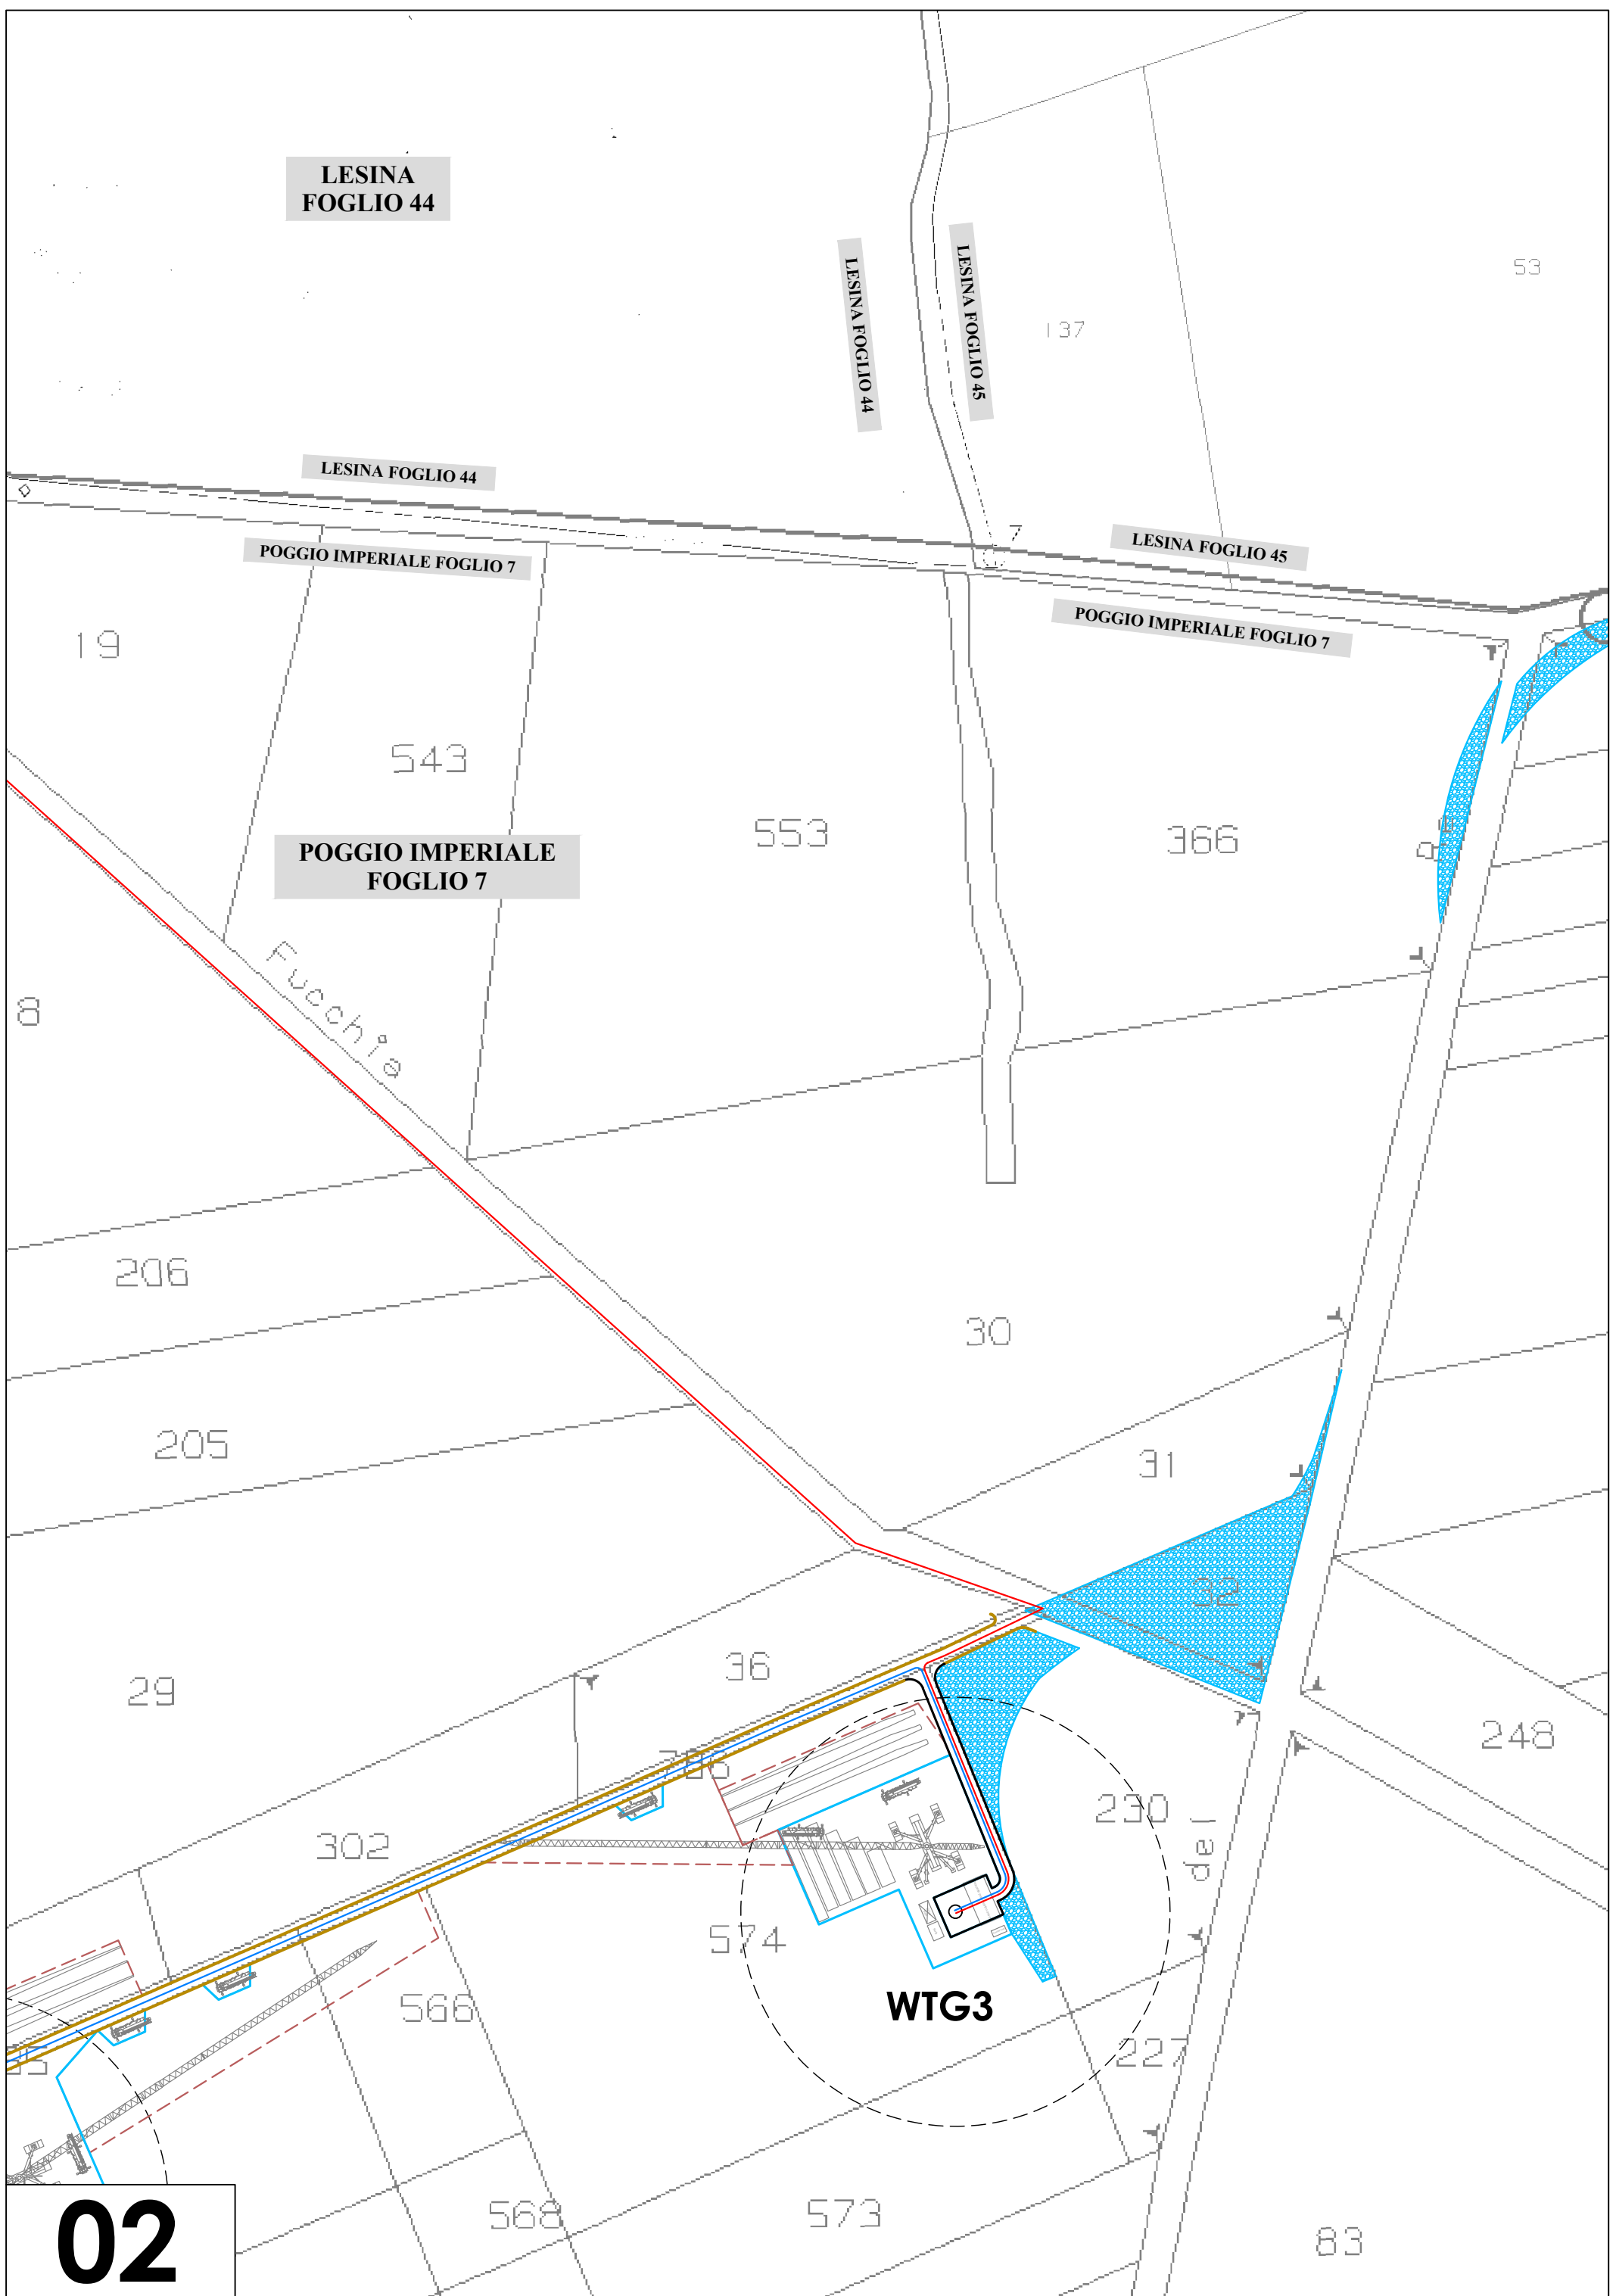 LESINA
FOGLIO 44
LESINA FOGLIO 44
LESINA FOGLIO 45
53
137
LESINA FOGLIO 44
7
LESINA FOGLIO 45
POGGIO IMPERIALE FOGLIO 7
POGGIO IMPERIALE FOGLIO 7
19
543
553
366
POGGIO IMPERIALE
FOGLIO 7
Fucchia
8
206
30
205
31
32
36
29
248
230
302
574
del
WTG3
566
227
568
573
83
02